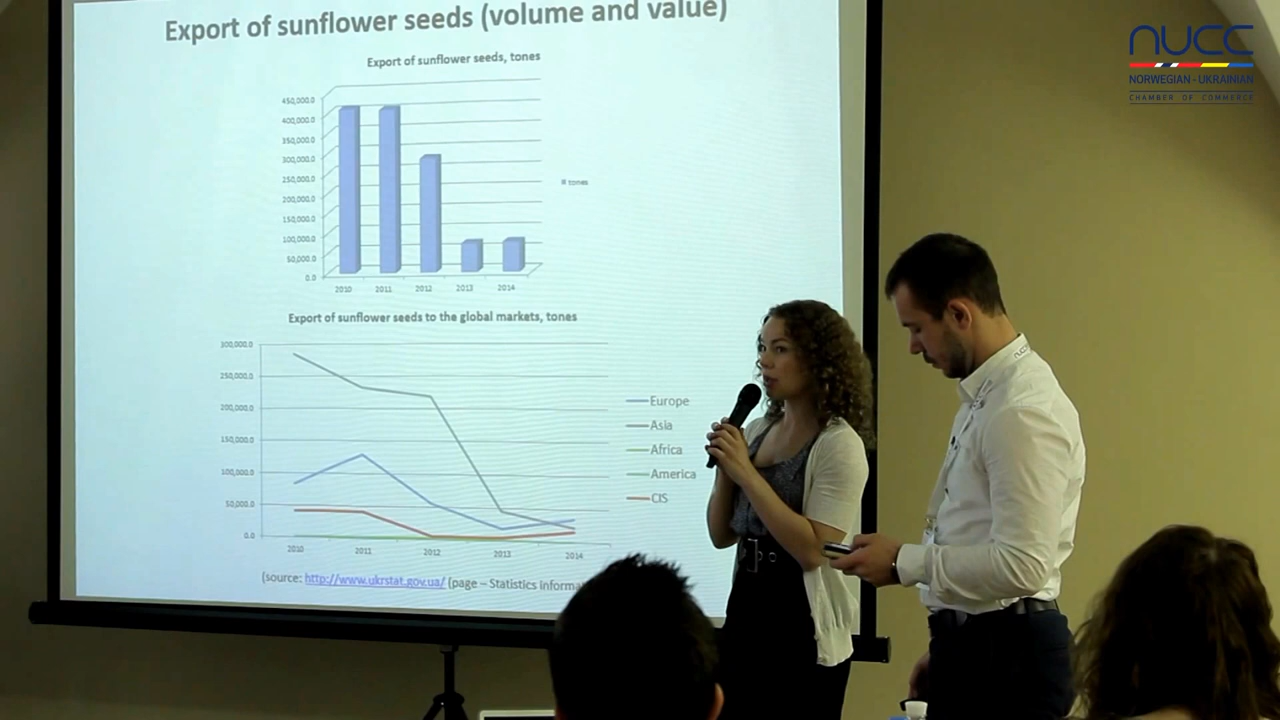 Export of sunflower seeds (volume and value)
Export of sunflower seeds, tones
450,000.0
400,000.0
350,000.0
300,000.0
250,000.0
200,000.0
150,000.0
100,000.0
50,000.0
0.0
2010 2011 2012 2013 2014
tones
Export of sunflower seeds to the global markets, tones
300,000.0
250,000.0
200,000.0
150,000.0
100,000.0
50,000.0
0.0
2010 2011 2012 2013 2014
Europe
Asia
Africa
America
CIS
(source: http://www.ukrstat.gov.ua/ (page – Statistics
NUCC
NORWEGIAN - UKRAINIAN
CHAMBER OF COMMERCE
NUCC